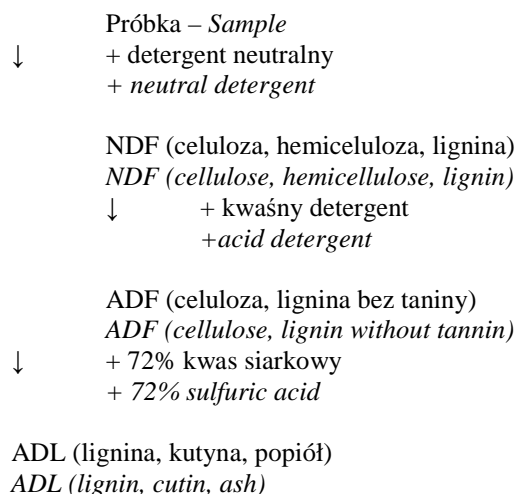 Próbka – Sample
↓ + detergent neutralny
+ neutral detergent
NDF (celuloza, hemiceluloza, lignina)
NDF (cellulose, hemicellulose, lignin)
↓ + kwaśny detergent
+acid detergent
ADF (celuloza, lignina bez taniny)
ADF (cellulose, lignin without tannin)
↓ + 72% kwas siarkowy
+ 72% sulfuric acid
ADL (lignina, kutyna, popiół)
ADL (lignin, cutin, ash)